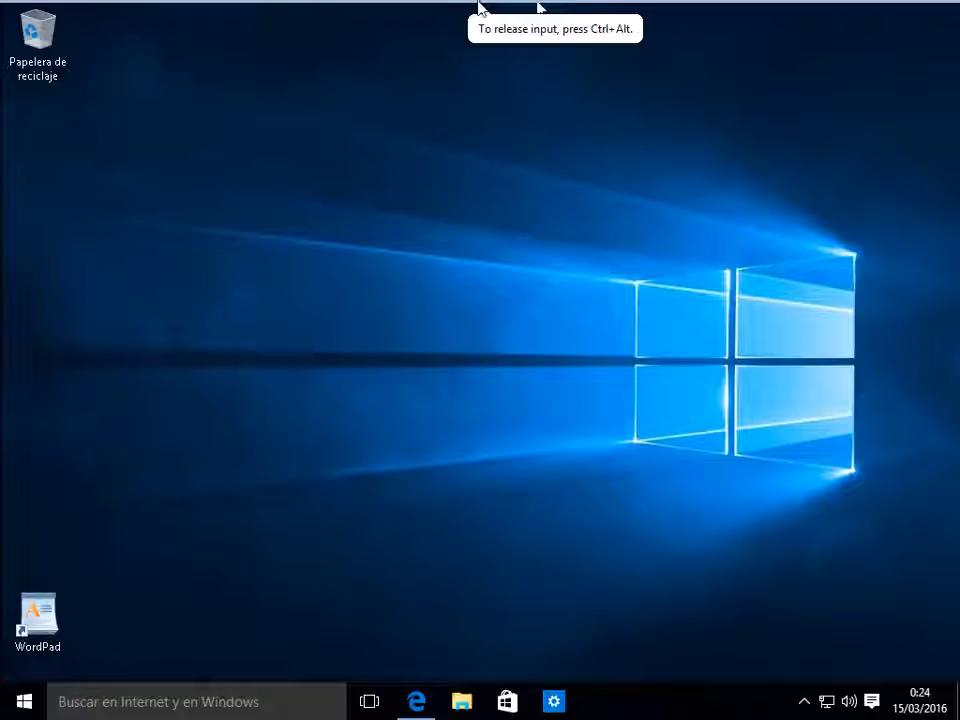 To release input, press Ctrl+Alt.
Papelera de
reciclaje
WordPad
Buscar en Internet y en Windows
0:24
15/03/2016